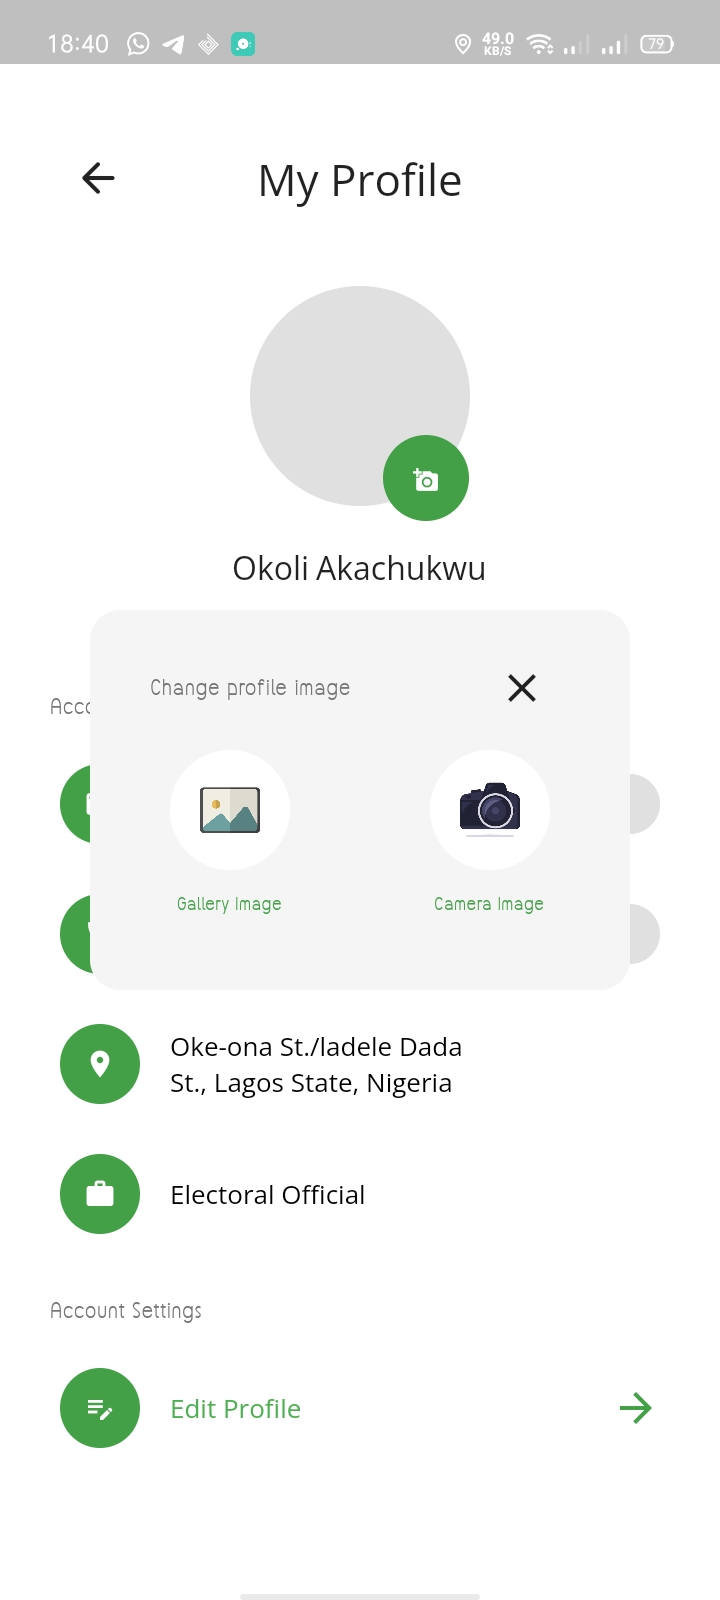 18:40
49.0
KB/S
79
My Profile
Okoli Akachukwu
Change profile image
Gallery Image
Camera Image
Oke-ona St./ladele Dada
St., Lagos State, Nigeria
Electoral Official
Account Settings
Edit Profile